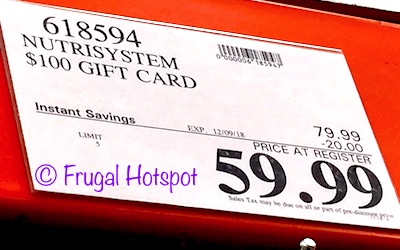 618594
NUTRISYSTEM
$100 GIFT CARD
Instant Savings
EXP. 12/09/18
79.99
-20.00
LIMIT
5
PRICE AT REGISTER
59.99
Sales Tax may be due on all or part of pre-discount price
© Frugal Hotspot